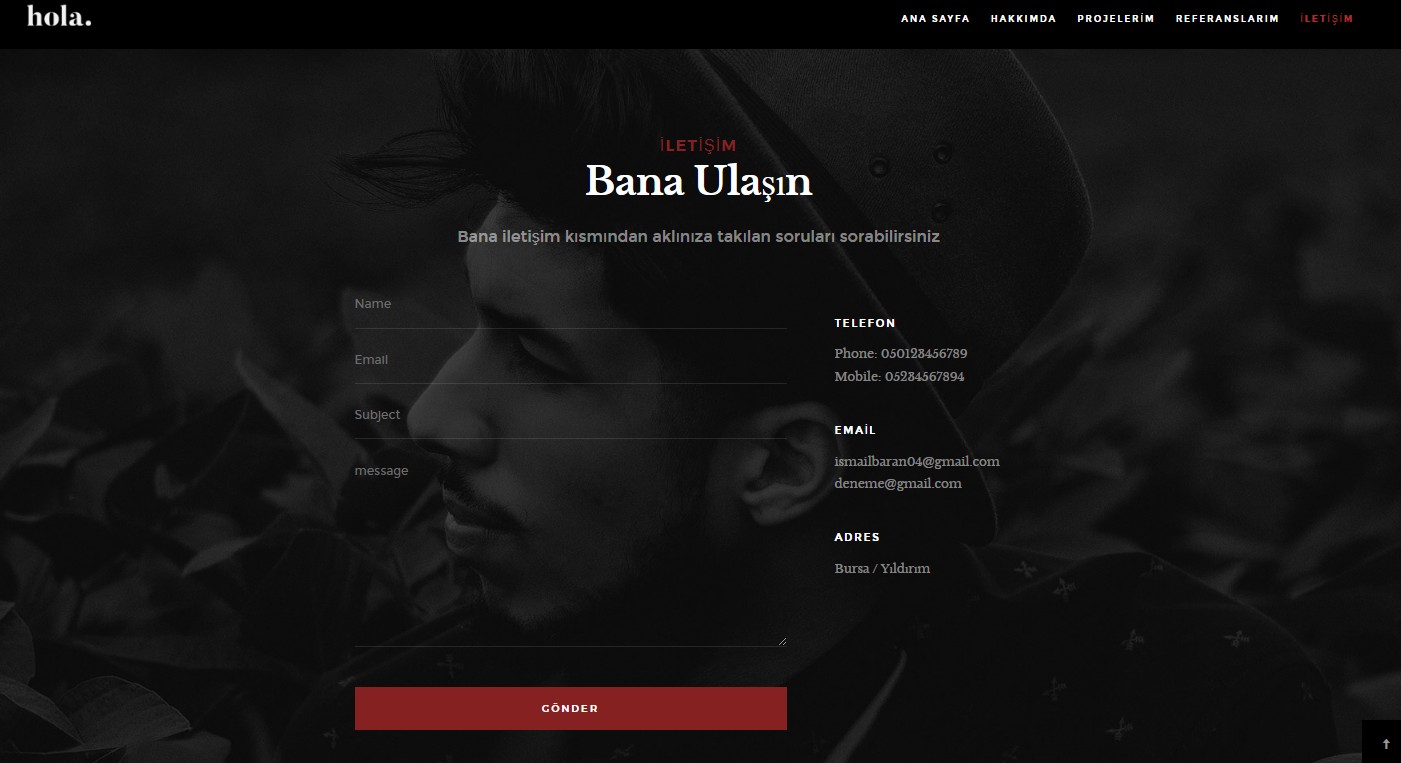 hola.
ANA SAYFA HAKKIMDA PROJELERİM REFERANSLARIM İLETİŞİM
İLETİŞİM
Bana Ulaşın
Bana iletişim kısmından aklınıza takılan soruları sorabilirsiniz
Name
Email
Subject
message
GÖNDER
TELEFON
Phone: 050123456789
Mobile: 05234567894
EMAİL
ismailbaran04@gmail.com
deneme@gmail.com
ADRES
Bursa / Yıldırım